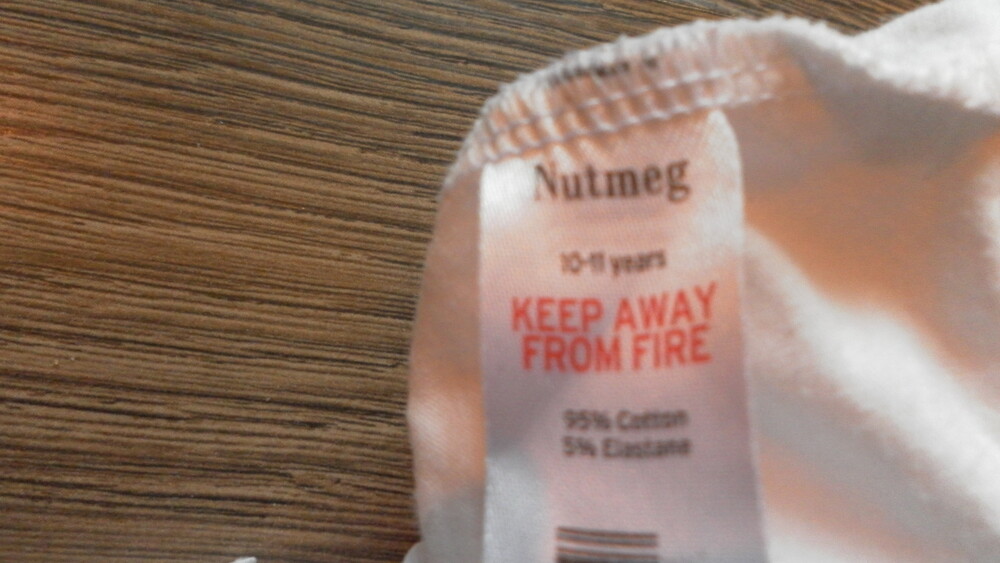 Nutmeg
10-11 years
KEEP AWAY
FROM FIRE
95% Cotton
5% Elastane